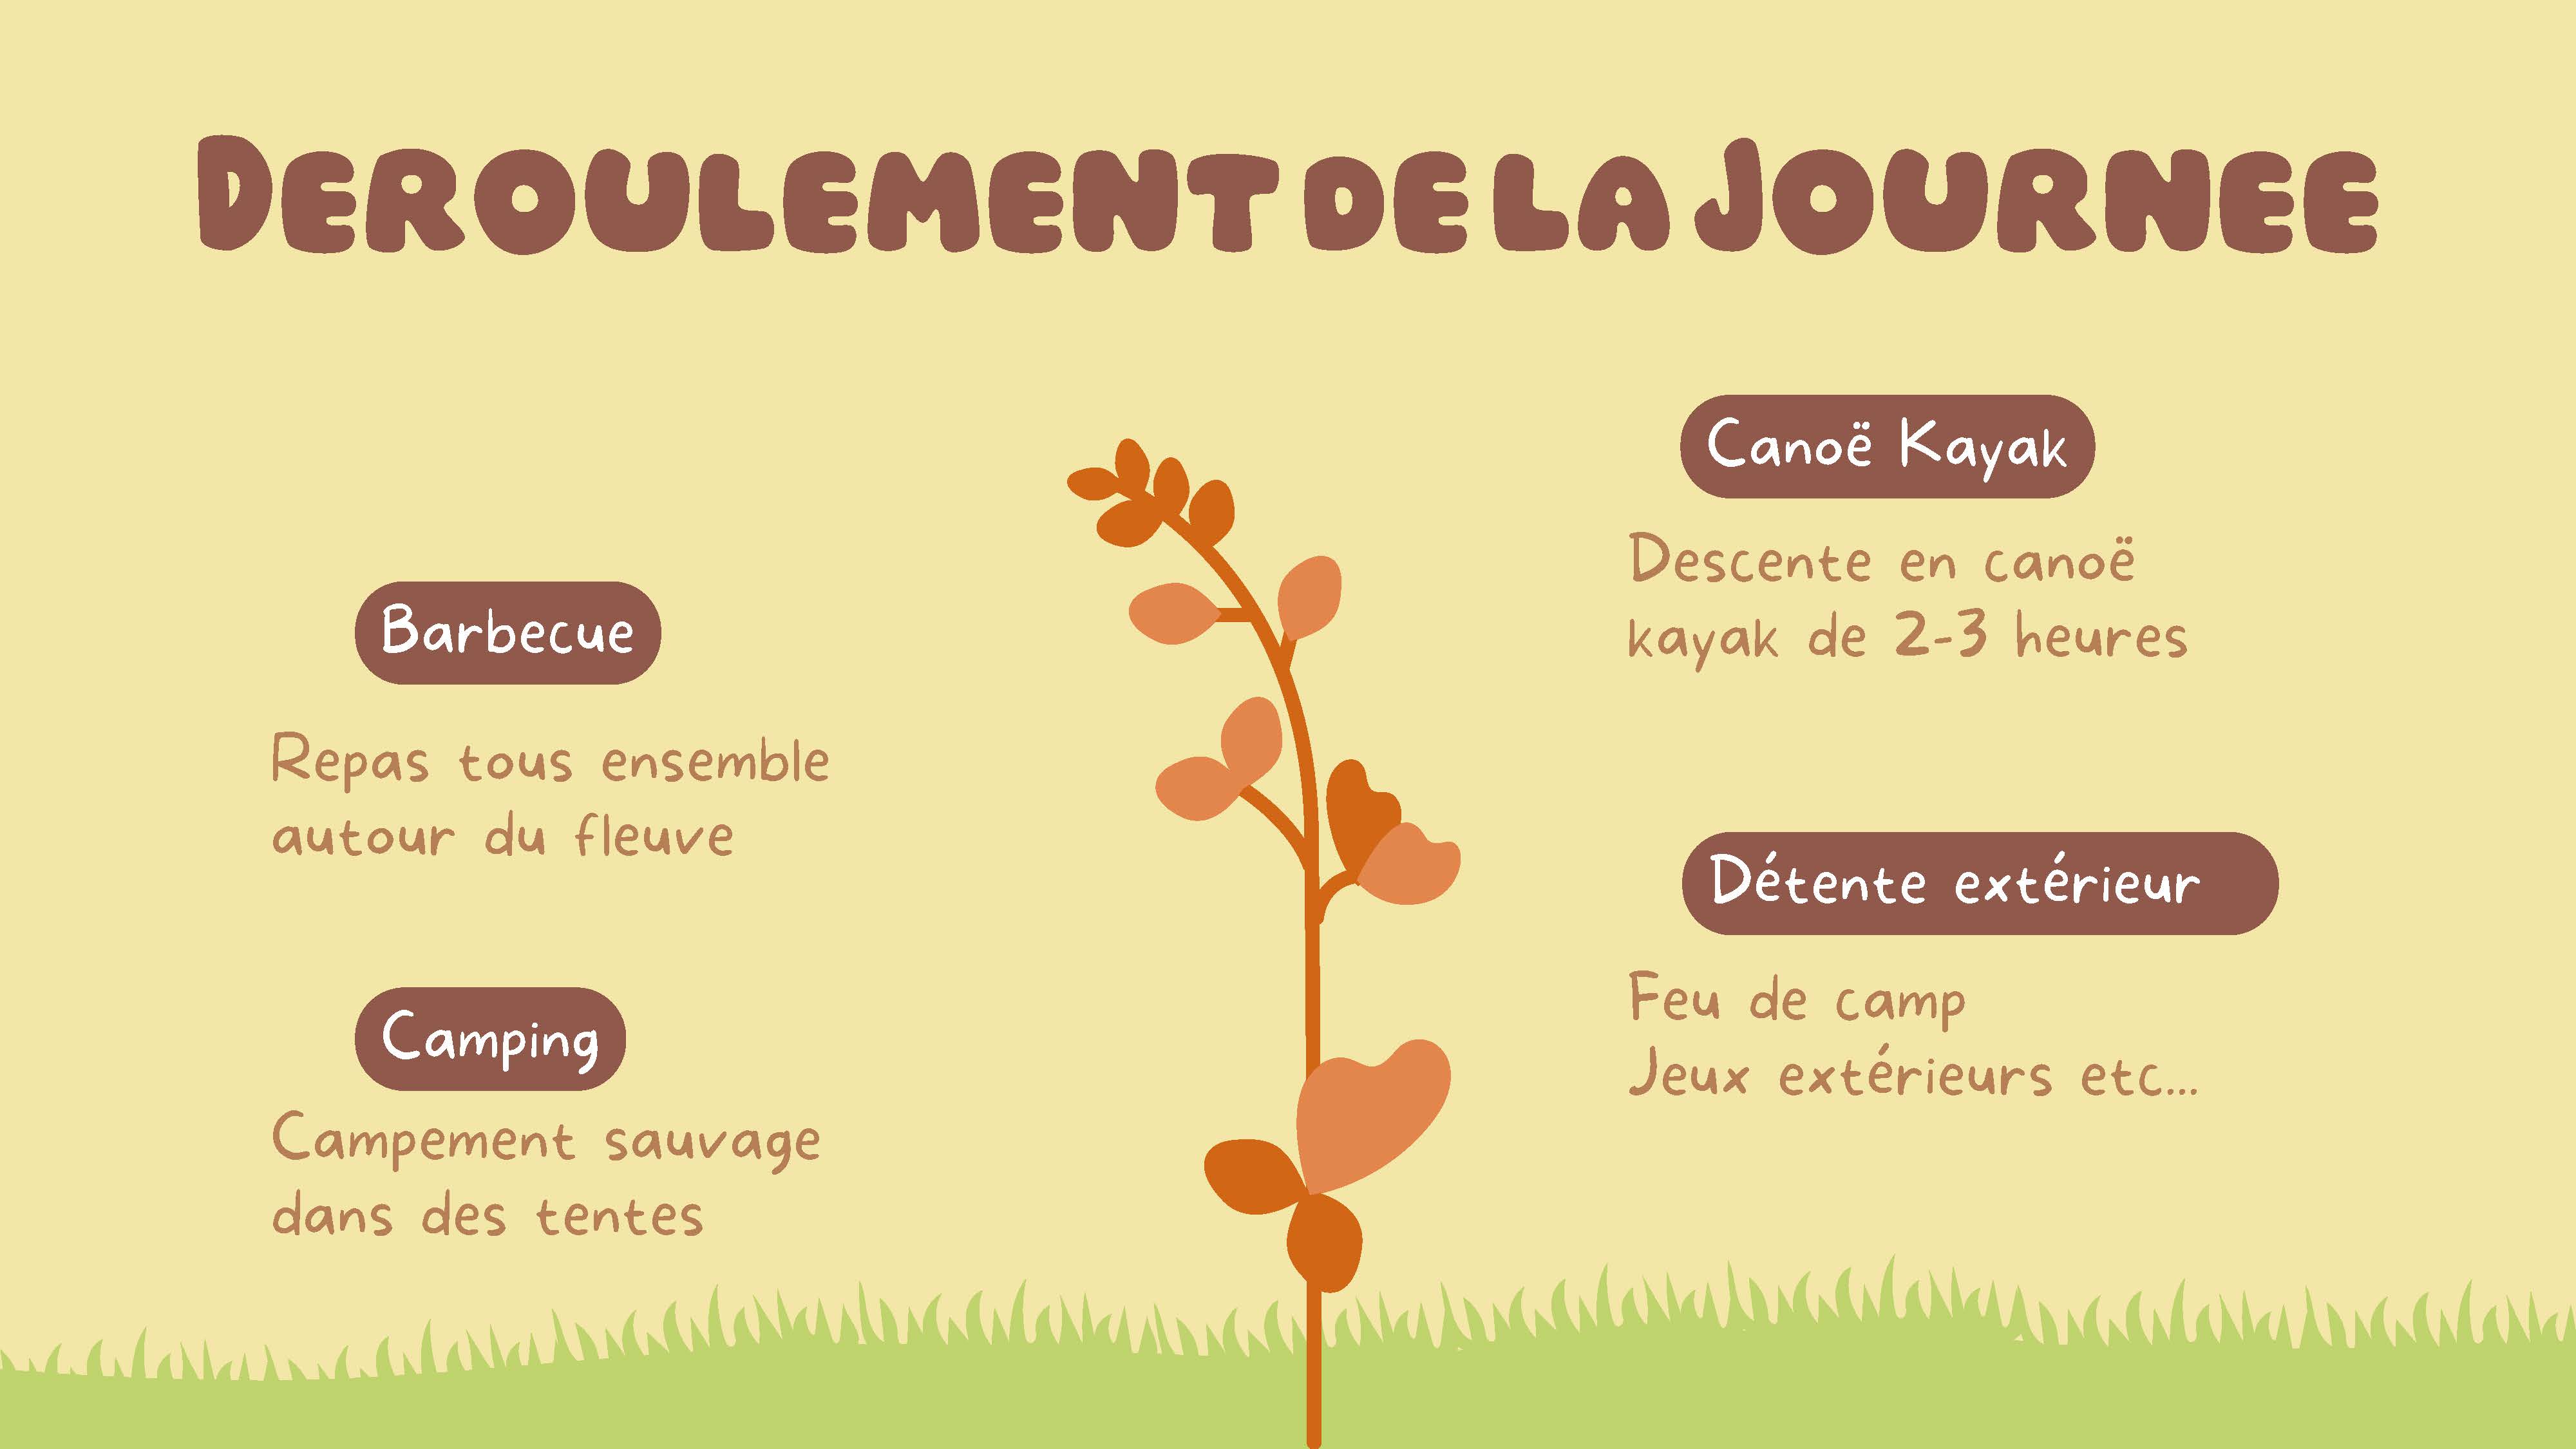 DEROULEMENT DE LA JOURNEE
Barbecue
Repas tous ensemble
autour du fleuve
Camping
Campement sauvage
dans des tentes
Canoë Kayak
Descente en canoë
kayak de 2-3 heures
Détente extérieur
Feu de camp
Jeux extérieurs etc...